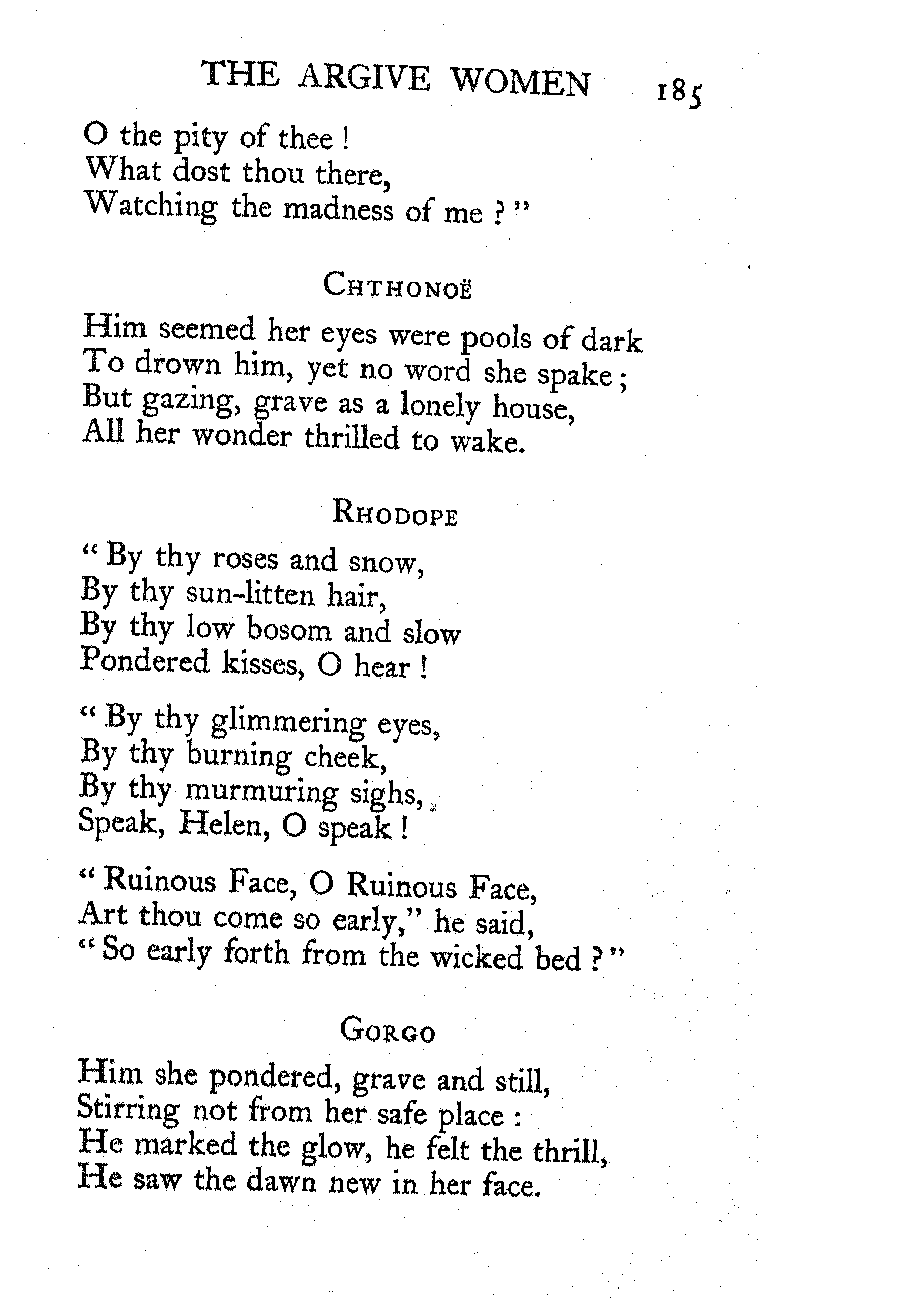 THE ARGIVE WOMEN 185
O the pity of thee !
What dost thou there,
Watching the madness of me ? ”
CHTHONOË
Him seemed her eyes were pools of dark
To drown him, yet no word she spake ;
But gazing, grave as a lonely house,
All her wonder thrilled to wake.
RHODOPE
“ By thy roses and snow,
By thy sun-litten hair,
By thy low bosom and slow
Pondered kisses, O hear !
“ By thy glimmering eyes,
By thy burning cheek,
By thy murmuring sighs,
Speak, Helen, O speak !
“ Ruinous Face, O Ruinous Face,
Art thou come so early,” he said,
“ So early forth from the wicked bed ? ”
GORGO
Him she pondered, grave and still,
Stirring not from her safe place :
He marked the glow, he felt the thrill,
He saw the dawn new in her face.